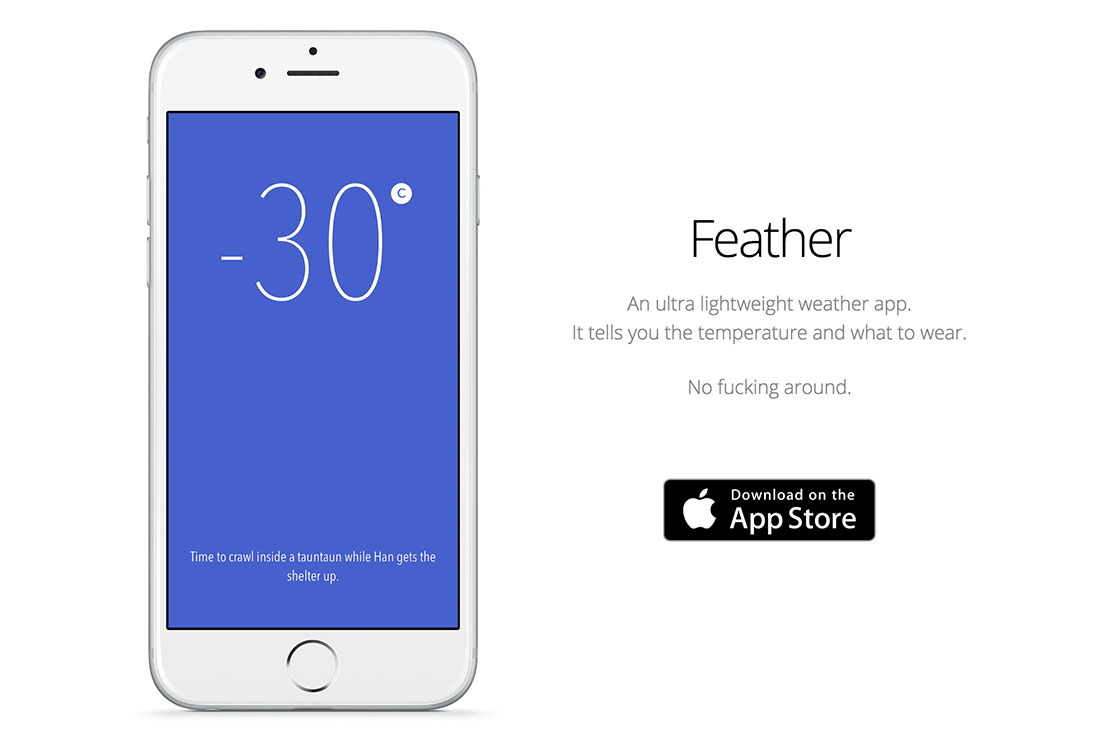 -30°C
Time to crawl inside a tauntaun while Han gets the
shelter up.
Feather
An ultra lightweight weather app.
It tells you the temperature and what to wear.
No fucking around.
Download on the
App Store